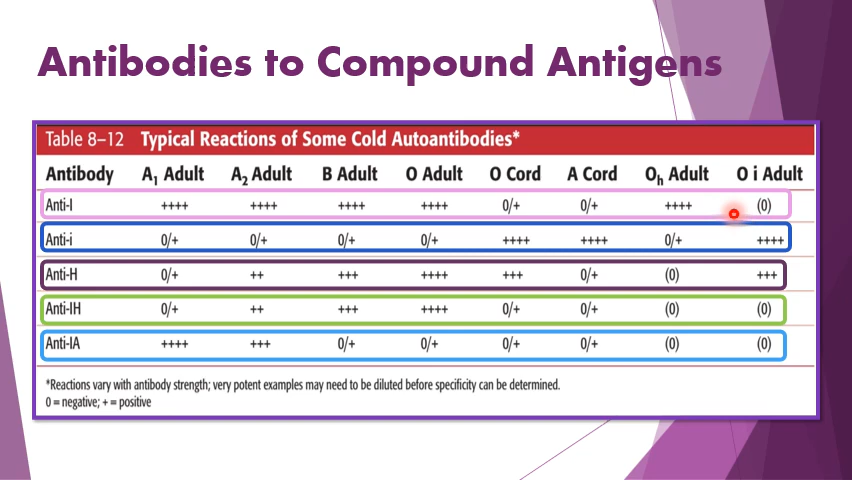 Antibodies to Compound Antigens
Table 8–12 Typical Reactions of Some Cold Autoantibodies*
Antibody A1 Adult A2 Adult B Adult O Adult O Cord A Cord Oh Adult O i Adult
Anti-I ++++ ++++ ++++ ++++ 0/+ 0/+ ++++ (0)
Anti-i 0/+ 0/+ 0/+ 0/+ ++++ ++++ 0/+ ++++
Anti-H 0/+ ++ +++ ++++ +++ 0/+ (0) +++
Anti-IH 0/+ ++ +++ ++++ 0/+ 0/+ (0) (0)
Anti-IA ++++ +++ 0/+ 0/+ 0/+ 0/+ (0) (0)
*Reactions vary with antibody strength; very potent examples may need to be diluted before specificity can be determined.
0 = negative; + = positive